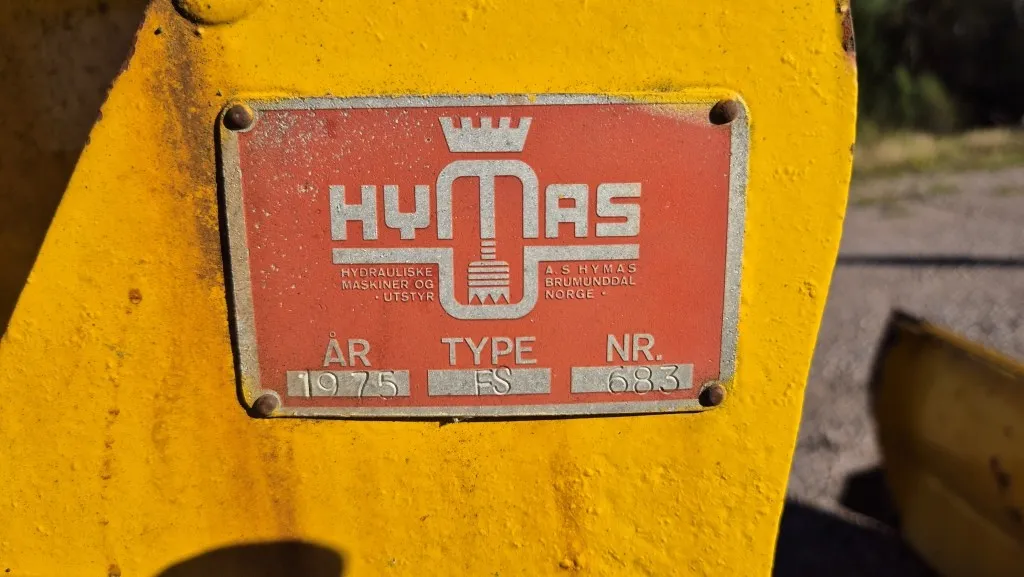 HYMAS
HYDRAULISKE
MASKINER OG
· UTSTYR
A.S HYMAS
BRUMUNDDAL
NORGE ·
ÅR TYPE NR.
1975 FS 683